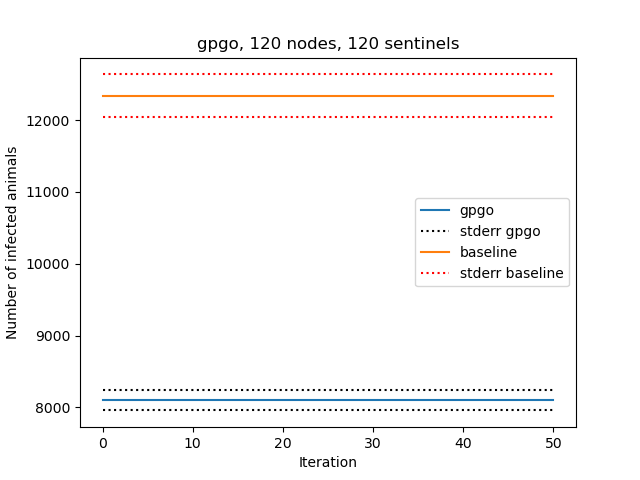 gpgo, 120 nodes, 120 sentinels
Number of infected animals
12000
11000
10000
9000
8000
gpgo
stderr gpgo
baseline
stderr baseline
0 10 20 30 40 50
Iteration